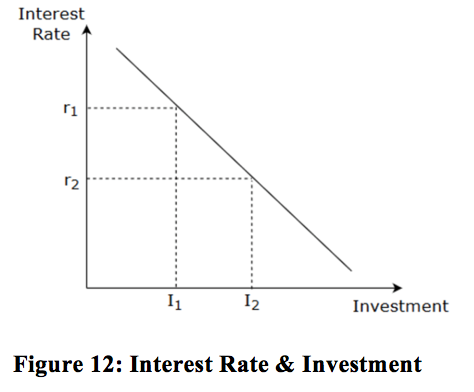 Interest
Rate
r1
r2
I1
I2
Investment
Figure 12: Interest Rate & Investment